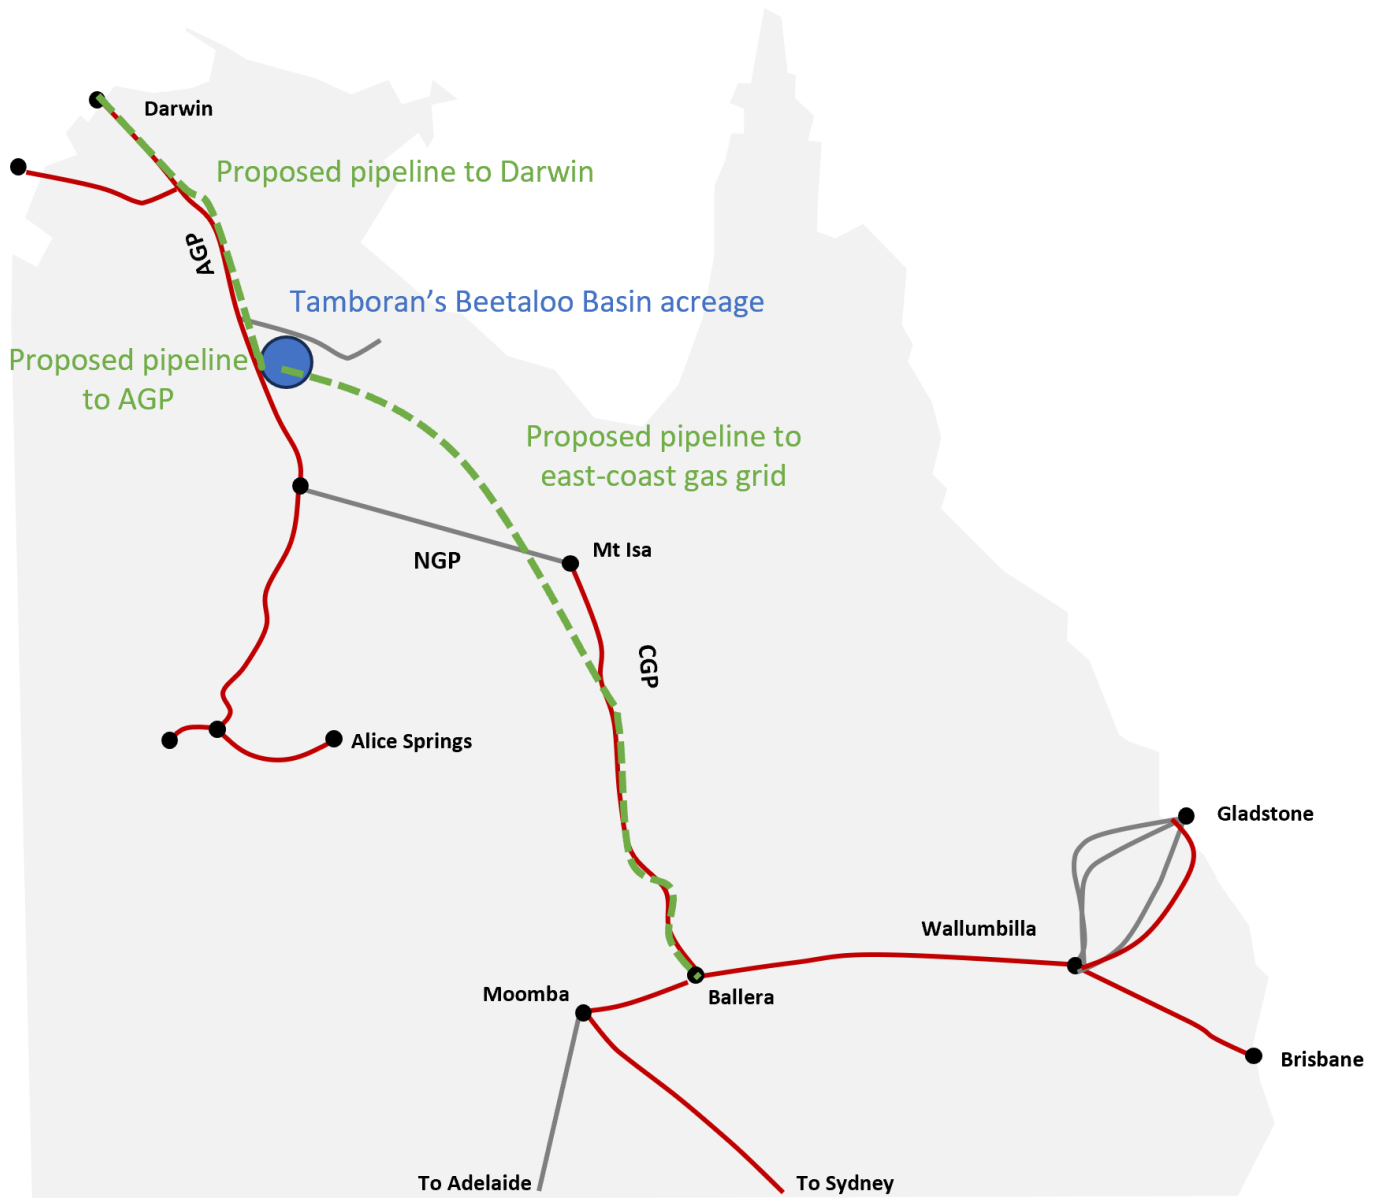 Darwin
Proposed pipeline to Darwin
AGP
Tamboran’s Beetaloo Basin acreage
Proposed pipeline
to AGP
Proposed pipeline to
east-coast gas grid
Mt Isa
NGP
CGP
Alice Springs
Gladstone
Wallumbilla
Moomba
Ballera
Brisbane
To Adelaide
To Sydney